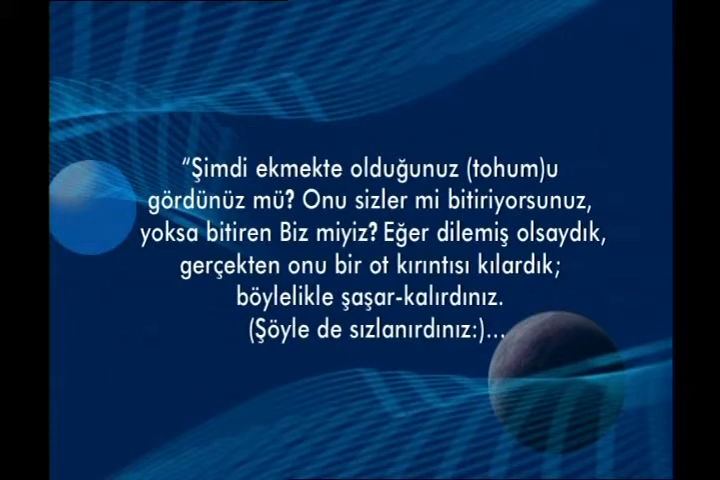 “Şimdi ekmekte olduğunuz (tohum)u
gördünüz mü? Onu sizler mi bitiriyorsunuz,
yoksa bitiren Biz miyiz? Eğer dilemiş olsaydık,
gerçekten onu bir ot kırıntısı kılardık;
böylelikle şaşar-kalırdınız.
(Şöyle de sızlanırdınız:)...